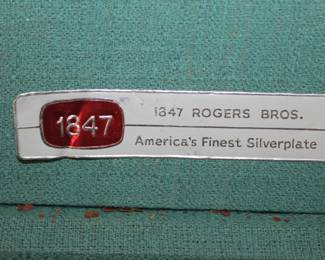 1847
1847 ROGERS BROS.
America's Finest Silverplate